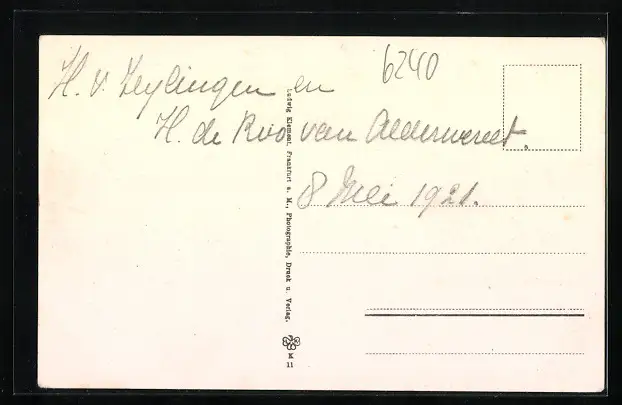 6240
H. v. Zeylingen en
H. de Roo van Alderwerelt.
8 Mei 1921.
Ludwig Klement, Frankfurt a. M., Photographie, Druck u. Verlag.
K
11